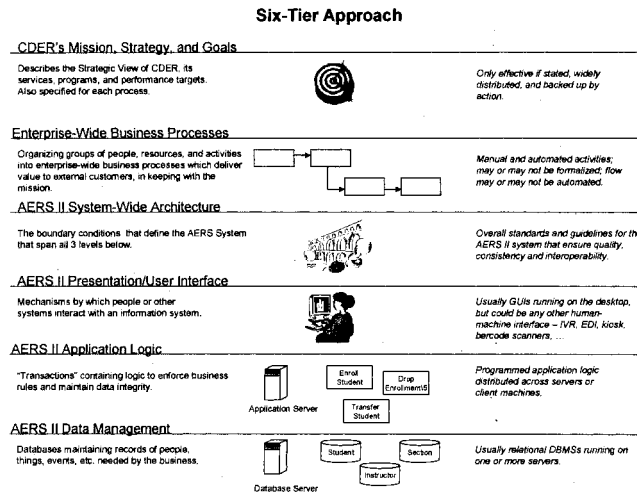 Six-Tier Approach
CDER's Mission, Strategy, and Goals
Describes the Strategic View of CDER, its
services, programs, and performance targets.
Also specified for each process.
Only effective if stated, widely
distributed, and backed up by
action.
Enterprise-Wide Business Processes
Organizing groups of people, resources, and activities
into enterprise-wide business processes which deliver
value to external customers, in keeping with the
mission.
Manual and automated activities;
may or may not be formalized; flow
may or may not be automated.
AERS II System-Wide Architecture
The boundary conditions that define the AERS System
that span all 3 levels below.
Overall standards and guidelines for the
AERS II system that ensure quality,
consistency and interoperability.
AERS II Presentation/User Interface
Mechanisms by which people or other
systems interact with an information system.
Usually GUIs running on the desktop,
but could be any other human-
machine interface – IVR, EDI, kiosk,
barcode scanners, ...
AERS II Application Logic
"Transactions" containing logic to enforce business
rules and maintain data integrity.
Application Server
Enroll
Student
Drop
Enrollment\S
Transfer
Student
Programmed application logic
distributed across servers or
client machines.
AERS II Data Management
Databases maintaining records of people,
things, events, etc. needed by the business.
Database Server
Student
Section
Instructor
Usually relational DBMSs running on
one or more servers.